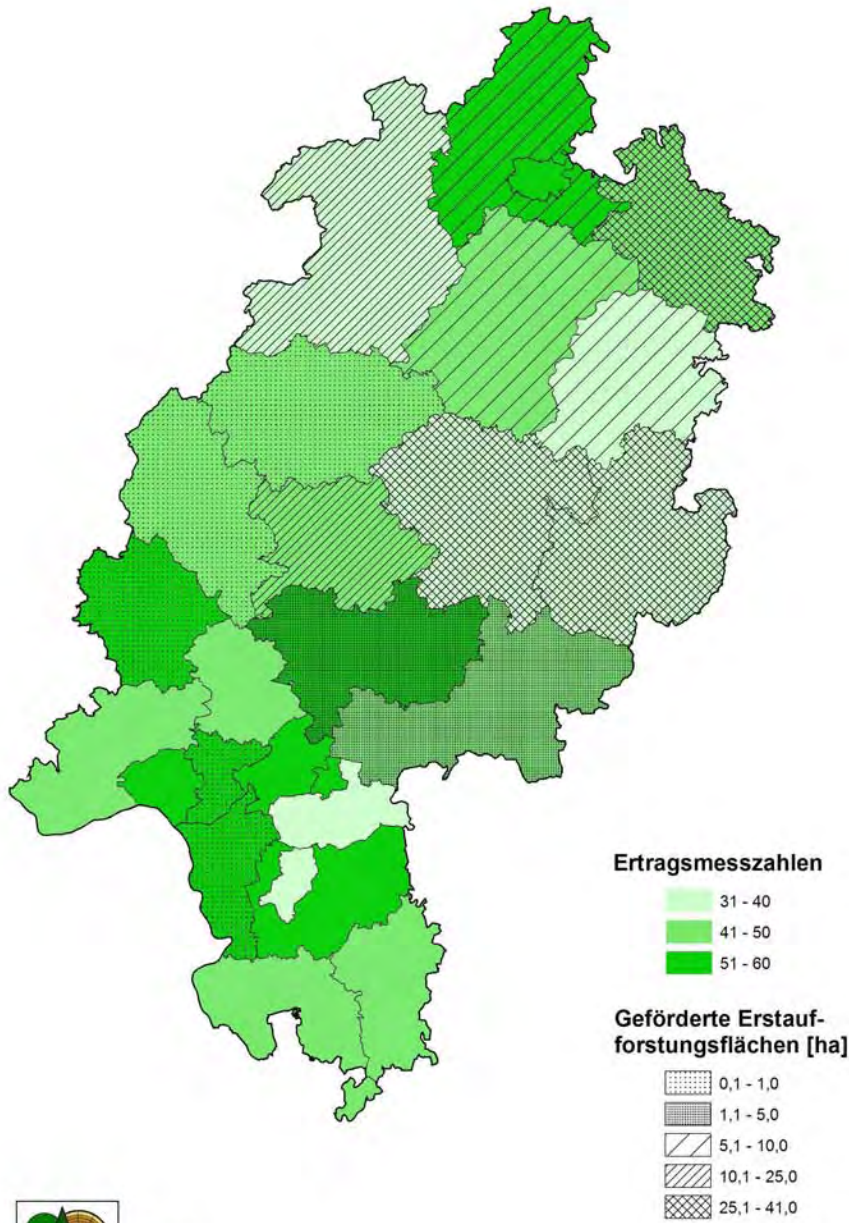 Ertragsmesszahlen
31 - 40
41 - 50
51 - 60
Geförderte Erstauf-
forstungsflächen [ha]
0,1 - 1,0
1,1 - 5,0
5,1 - 10,0
10,1 - 25,0
25,1 - 41,0